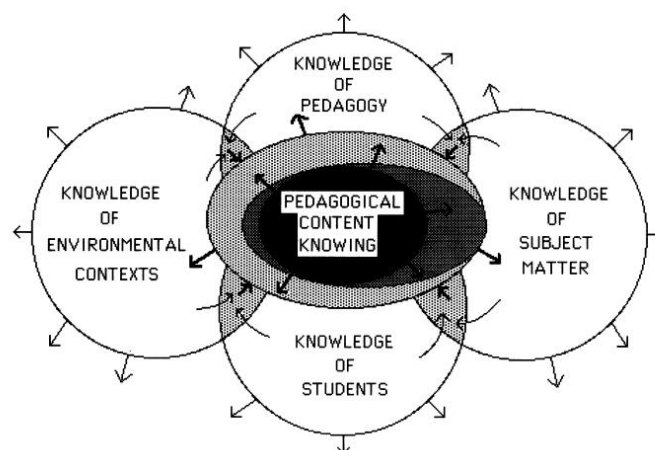 KNOWLEDGE
OF
PEDAGOGY
KNOWLEDGE
OF
ENVIRONMENTAL
CONTEXTS
PEDAGOGICAL
CONTENT
KNOWING
KNOWLEDGE
OF
SUBJECT
MATTER
KNOWLEDGE
OF
STUDENTS